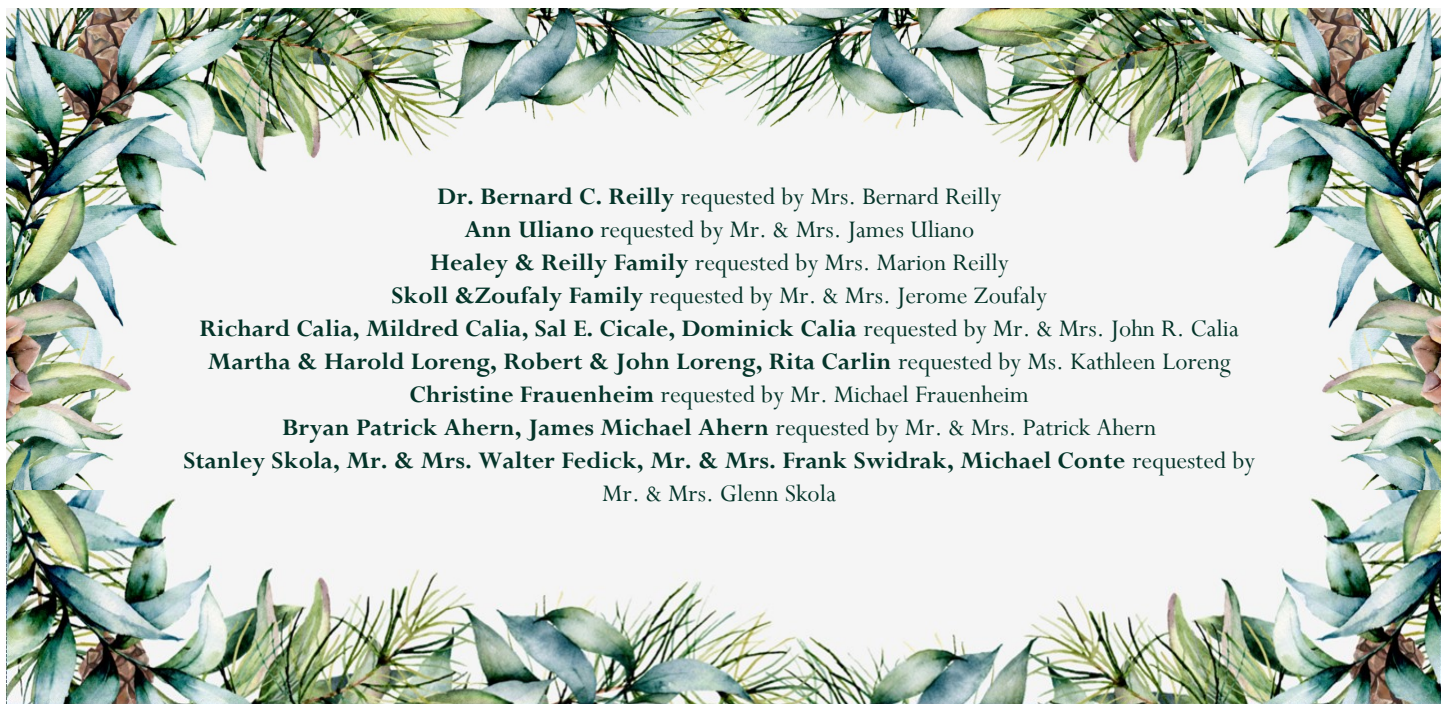 Dr. Bernard C. Reilly requested by Mrs. Bernard Reilly
Ann Uliano requested by Mr. & Mrs. James Uliano
Healey & Reilly Family requested by Mrs. Marion Reilly
Skoll &Zoufaly Family requested by Mr. & Mrs. Jerome Zoufaly
Richard Calia, Mildred Calia, Sal E. Cicale, Dominick Calia requested by Mr. & Mrs. John R. Calia
Martha & Harold Loreng, Robert & John Loreng, Rita Carlin requested by Ms. Kathleen Loreng
Christine Frauenheim requested by Mr. Michael Frauenheim
Bryan Patrick Ahern, James Michael Ahern requested by Mr. & Mrs. Patrick Ahern
Stanley Skola, Mr. & Mrs. Walter Fedick, Mr. & Mrs. Frank Swidrak, Michael Conte requested by
Mr. & Mrs. Glenn Skola